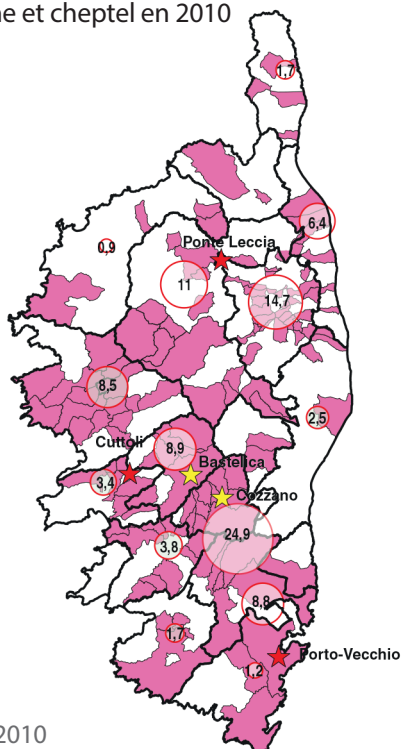 ne et cheptel en 2010
1,7
6,4
0,9
Ponte Leccia
11
14,7
8,5
2,5
Cuttoli
8,9
Bastelica
3,4
Cozzano
24,9
3,8
8,8
1,7
Porto-Vecchio
1,2
2010